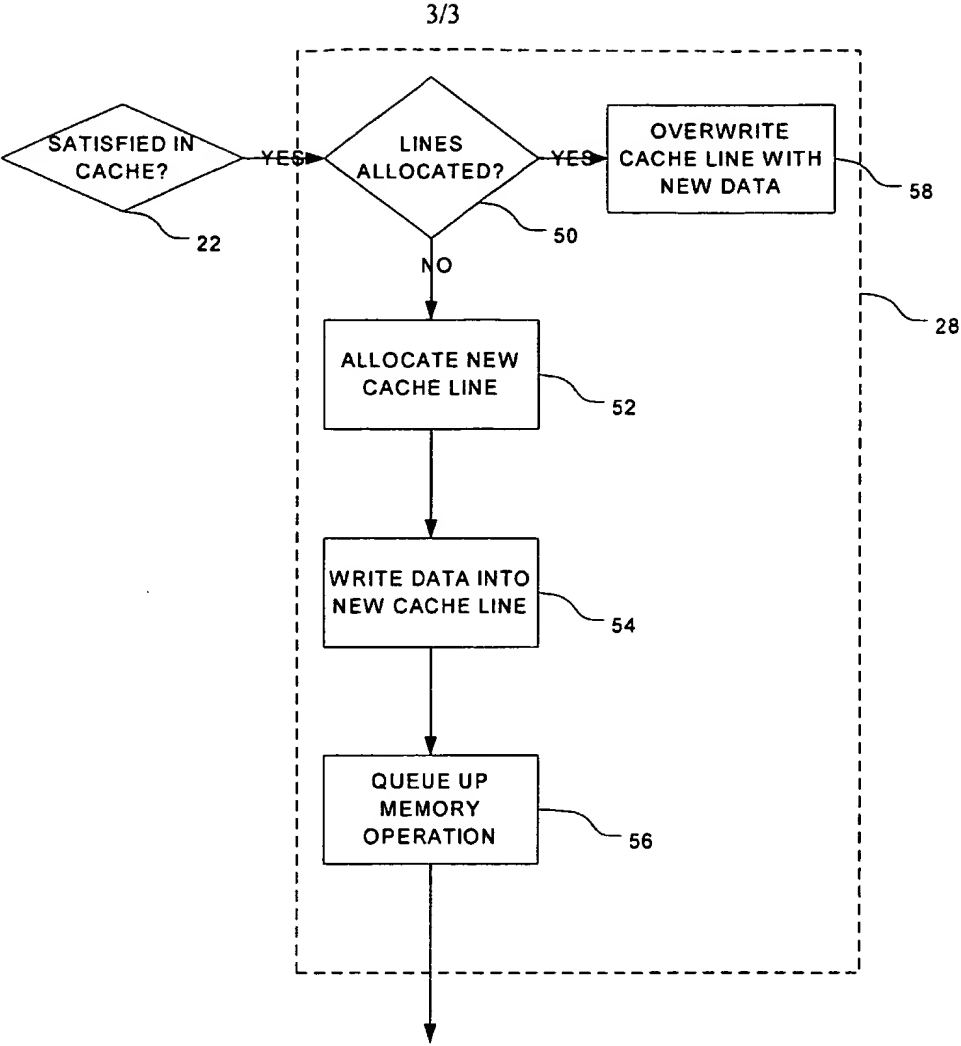 3/3
SATISFIED IN
CACHE?
22
YES
LINES
ALLOCATED?
50
YES
OVERWRITE
CACHE LINE WITH
NEW DATA
58
28
NO
ALLOCATE NEW
CACHE LINE
52
WRITE DATA INTO
NEW CACHE LINE
54
QUEUE UP
MEMORY
OPERATION
56